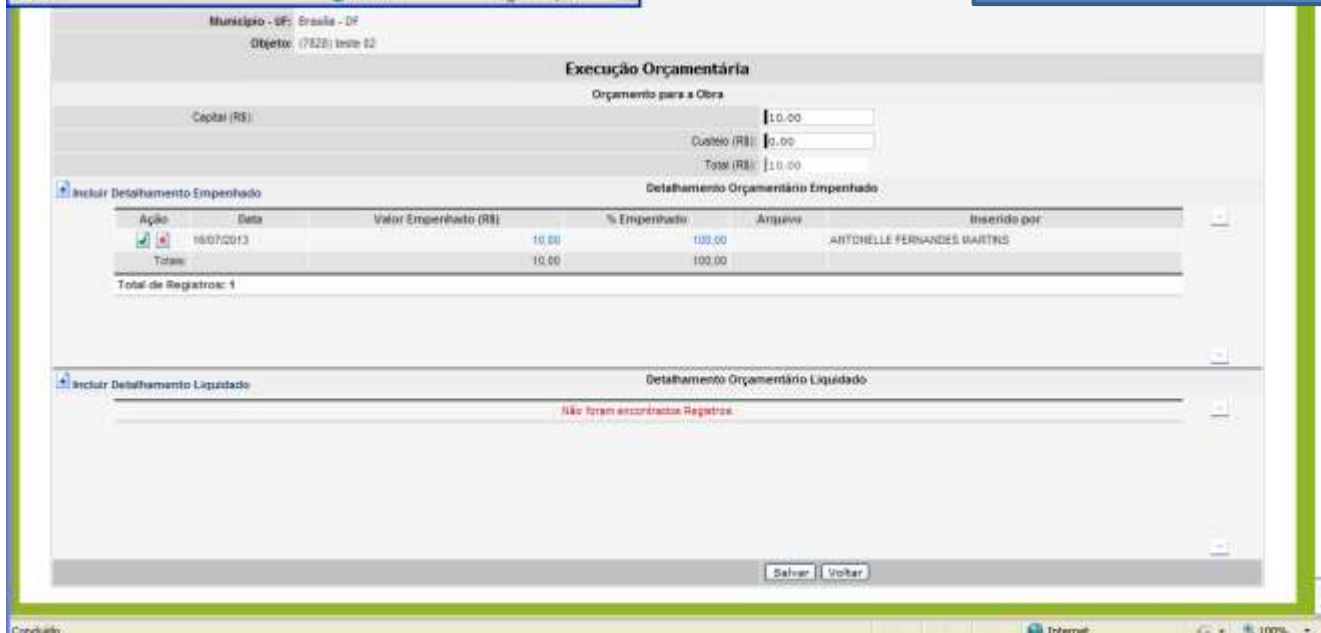 Município - UF: Brasília - DF
Objeto: (7828) teste 02
Execução Orçamentária
Orçamento para a Obra
Capital (R$): 10.00
Custeio (R$): 0.00
Total (R$): 10.00
Incluir Detalhamento Empenhado Detalhamento Orçamentário Empenhado
Ação Data Valor Empenhado (R$) % Empenhado Arquivo Inserido por
16/07/2013 10,00 100,00 ANTONELLE FERNANDES MARTINS
Totais: 10,00 100,00
Total de Registros: 1
Incluir Detalhamento Liquidado Detalhamento Orçamentário Liquidado
Não foram encontrados Registros.
Salvar Voltar
Concluído Internet 100%